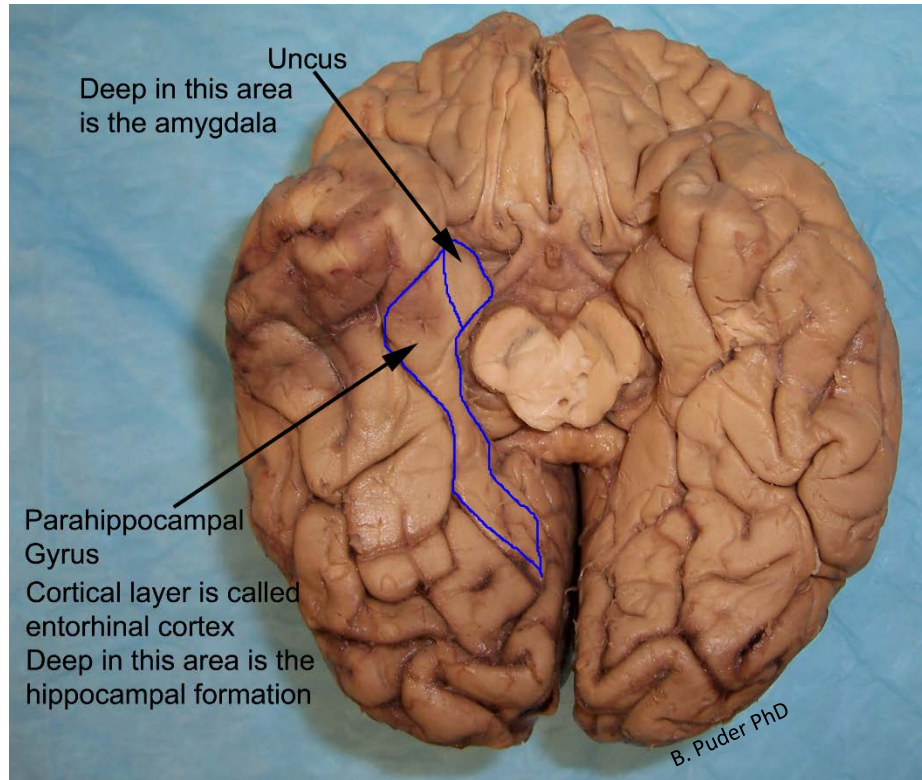 Uncus
Deep in this area
is the amygdala
Parahippocampal
Gyrus
Cortical layer is called
entorhinal cortex
Deep in this area is the
hippocampal formation
B. Puder PhD